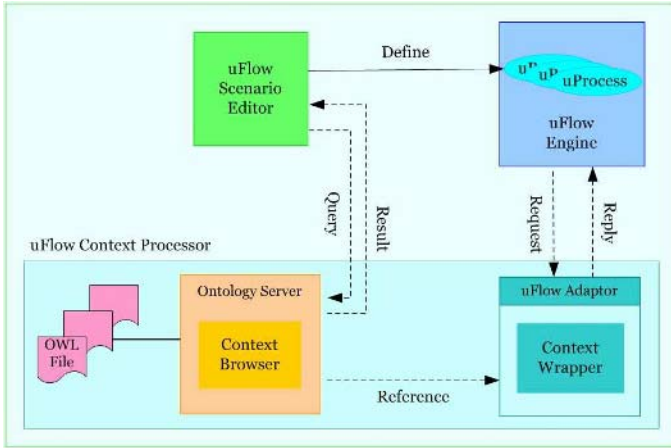 uFlow
Scenario
Editor
Define
uP
uP
uProcess
uFlow
Engine
Query
Result
Request
Reply
uFlow Context Processor
OWL
File
Ontology Server
Context
Browser
Reference
uFlow Adaptor
Context
Wrapper